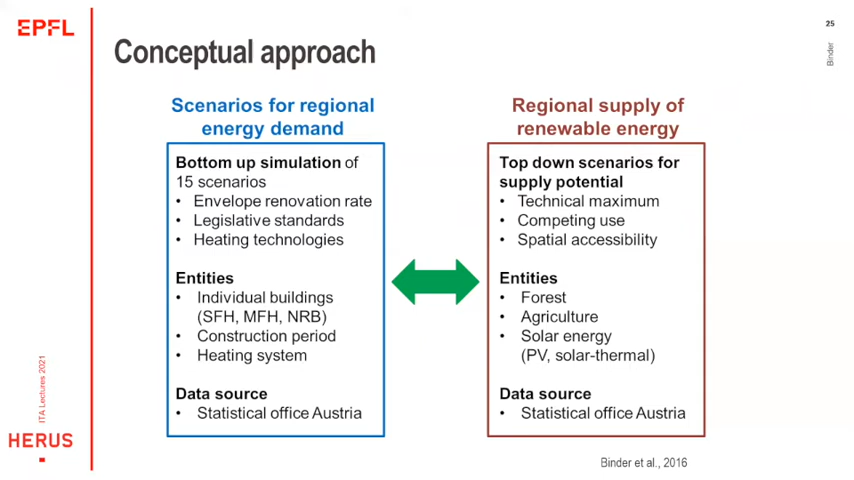 EPFL
25
Binder
Conceptual approach
Scenarios for regional
energy demand
Bottom up simulation of
15 scenarios
• Envelope renovation rate
• Legislative standards
• Heating technologies
Entities
• Individual buildings
(SFH, MFH, NRB)
• Construction period
• Heating system
Data source
• Statistical office Austria
Regional supply of
renewable energy
Top down scenarios for
supply potential
• Technical maximum
• Competing use
• Spatial accessibility
Entities
• Forest
• Agriculture
• Solar energy
(PV, solar-thermal)
Data source
• Statistical office Austria
Binder et al., 2016
ITA Lectures 2021
HERUS